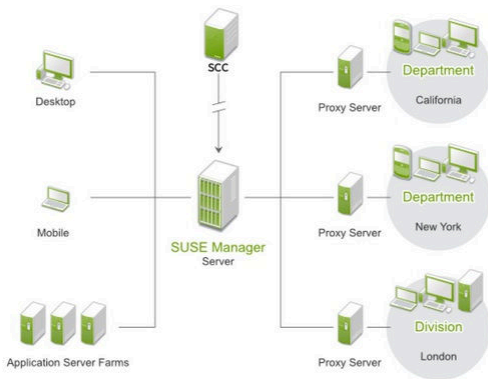 SCC
Desktop
Proxy Server
Department
California
Mobile
SUSE Manager
Server
Proxy Server
Department
New York
Application Server Farms
Proxy Server
Division
London